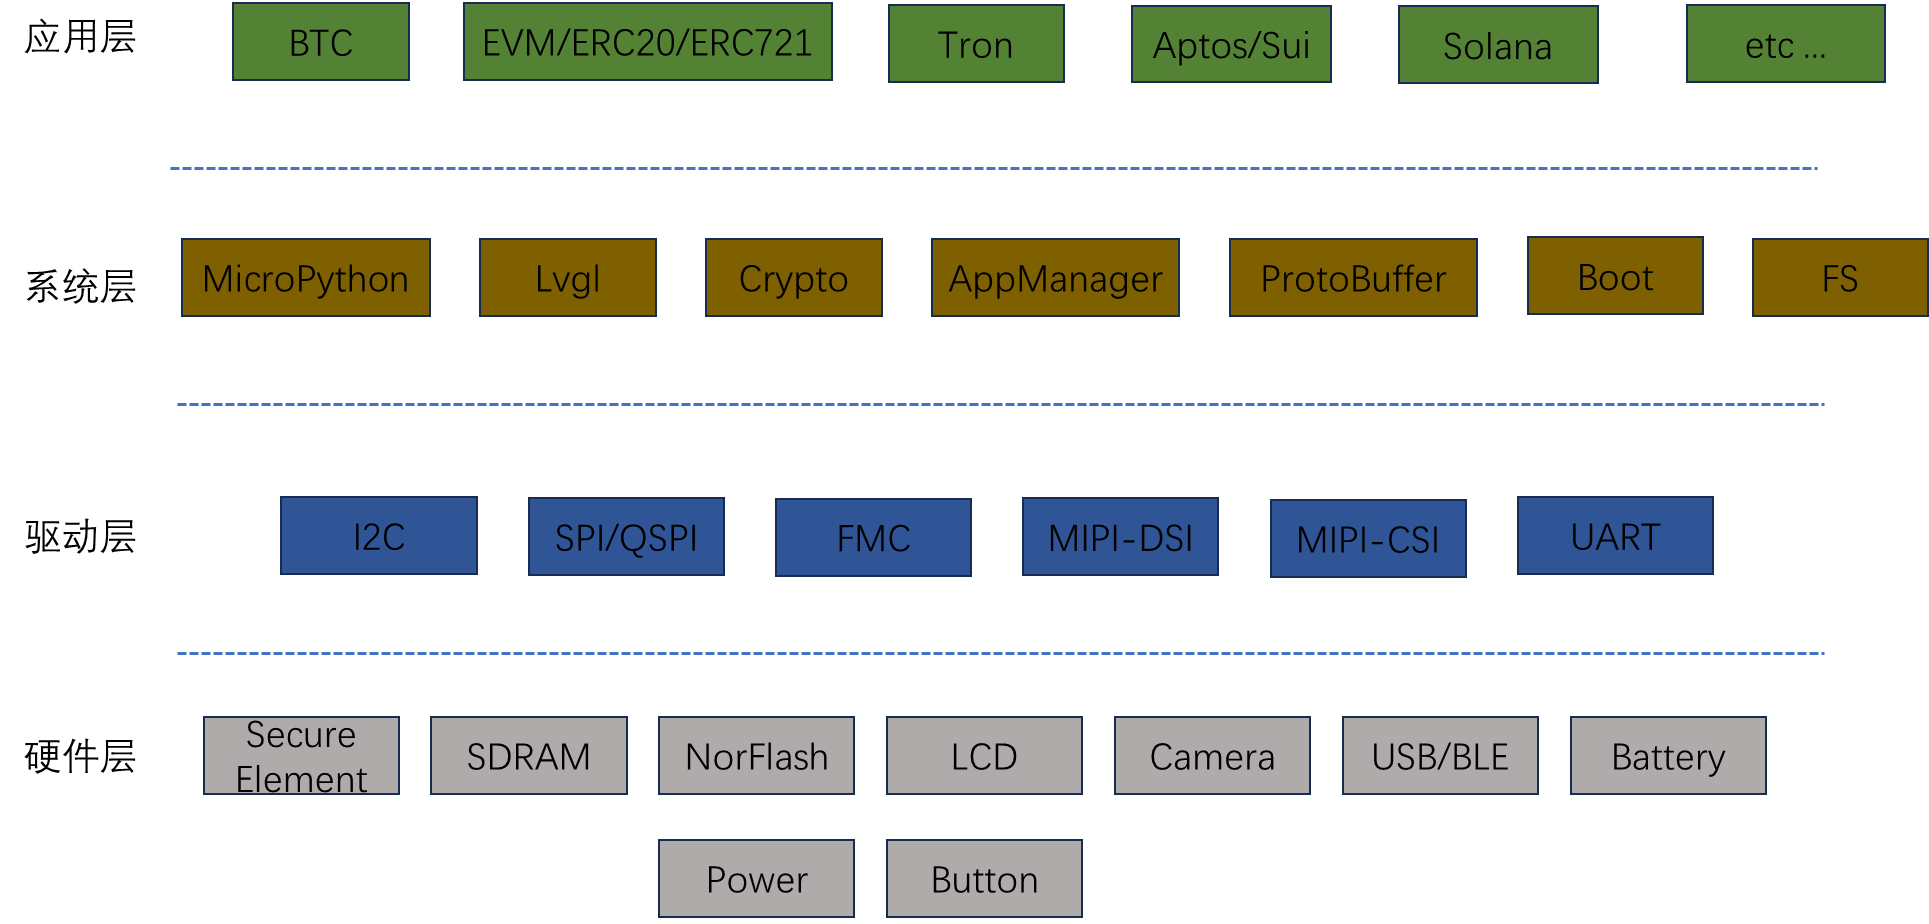 应用层
BTC
EVM/ERC20/ERC721
Tron
Aptos/Sui
Solana
etc ...
系统层
MicroPython
Lvgl
Crypto
AppManager
ProtoBuffer
Boot
FS
驱动层
I2C
SPI/QSPI
FMC
MIPI-DSI
MIPI-CSI
UART
硬件层
Secure
Element
SDRAM
NorFlash
LCD
Camera
USB/BLE
Battery
Power
Button